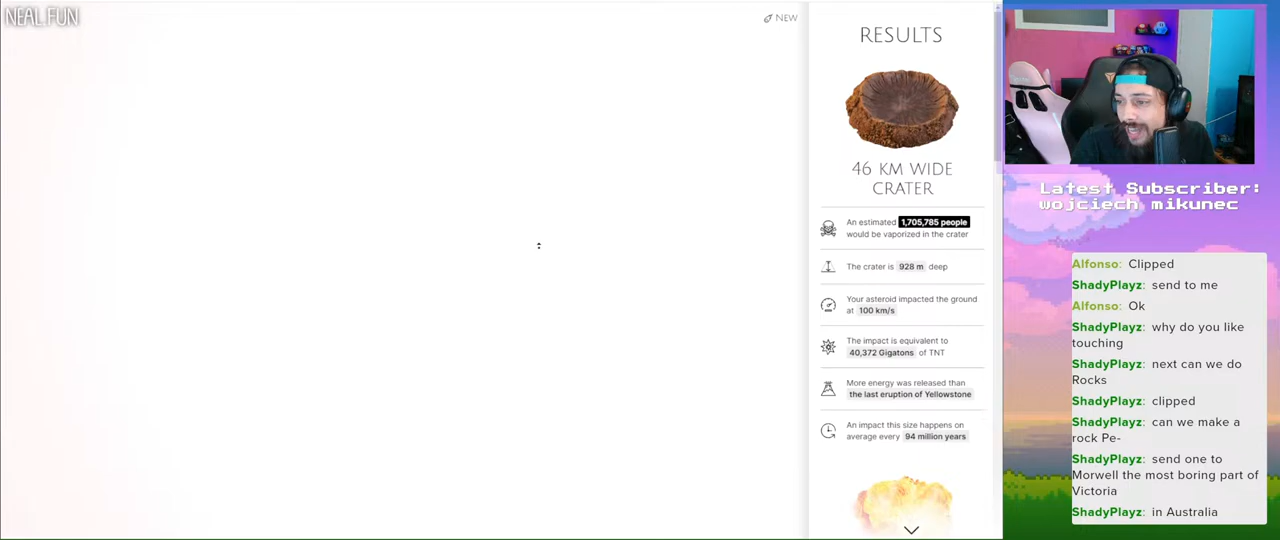 NEAL.FUN
NEW
RESULTS
46 KM WIDE
CRATER
An estimated 1,705,785 people
would be vaporized in the crater
The crater is 928 m deep
Your asteroid impacted the ground
at 100 km/s
The impact is equivalent to
40,372 Gigatons of TNT
More energy was released than
the last eruption of Yellowstone
An impact this size happens on
average every 94 million years
Latest Subscriber:
wojciech mikunec
Alfonso: Clipped
ShadyPlayz: send to me
Alfonso: Ok
ShadyPlayz: why do you like
touching
ShadyPlayz: next can we do
Rocks
ShadyPlayz: clipped
ShadyPlayz: can we make a
rock Pe-
ShadyPlayz: send one to
Morwell the most boring part of
Victoria
ShadyPlayz: in Australia